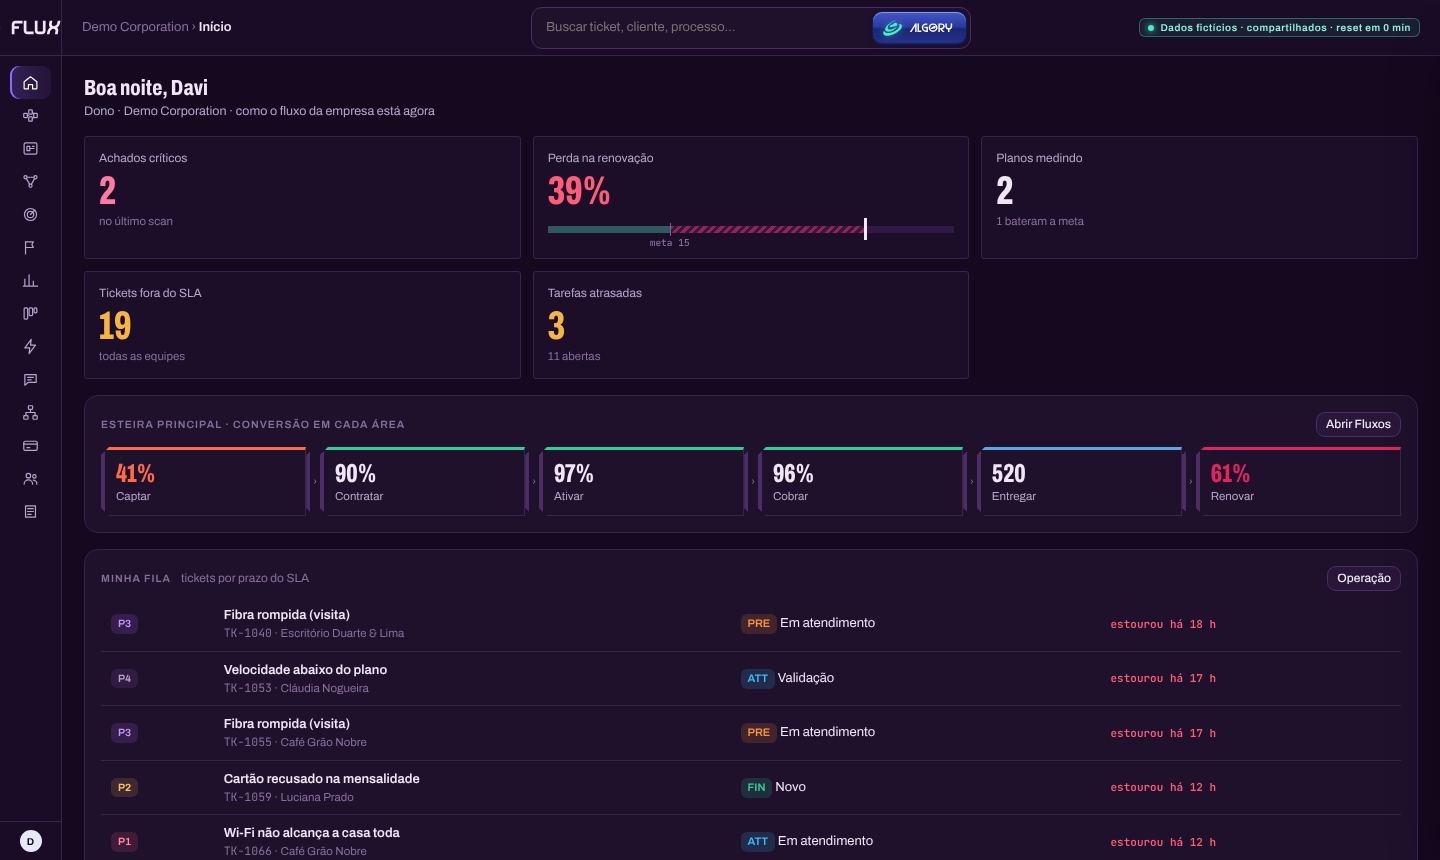 FLUX
Demo Corporation › Início
Buscar ticket, cliente, processo...
ALGORY
Dados fictícios · compartilhados · reset em 0 min
Boa noite, Davi
Dono · Demo Corporation · como o fluxo da empresa está agora
Achados críticos
2
no último scan
Perda na renovação
39%
meta 15
Planos medindo
2
1 bateram a meta
Tickets fora do SLA
19
todas as equipes
Tarefas atrasadas
3
11 abertas
ESTEIRA PRINCIPAL · CONVERSÃO EM CADA ÁREA
Abrir Fluxos
41%
Captar
›
90%
Contratar
›
97%
Ativar
›
96%
Cobrar
›
520
Entregar
›
61%
Renovar
MINHA FILA tickets por prazo do SLA
Operação
P3
Fibra rompida (visita)
TK-1040 · Escritório Duarte & Lima
PRE Em atendimento
estourou há 18 h
P4
Velocidade abaixo do plano
TK-1053 · Cláudia Nogueira
ATT Validação
estourou há 17 h
P3
Fibra rompida (visita)
TK-1055 · Café Grão Nobre
PRE Em atendimento
estourou há 17 h
P2
Cartão recusado na mensalidade
TK-1059 · Luciana Prado
FIN Novo
estourou há 12 h
P1
Wi-Fi não alcança a casa toda
TK-1066 · Café Grão Nobre
ATT Em atendimento
estourou há 12 h
D